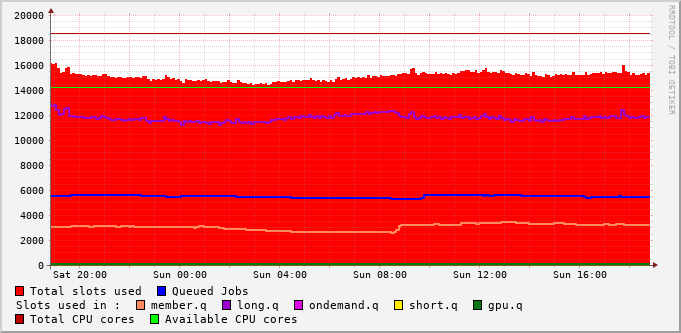 20000
18000
16000
14000
12000
10000
8000
6000
4000
2000
0
Sat 20:00 Sun 00:00 Sun 04:00 Sun 08:00 Sun 12:00 Sun 16:00
Total slots used Queued Jobs
Slots used in : member.q long.q ondemand.q short.q gpu.q
Total CPU cores Available CPU cores
RRDTOOL / TOBI OETIKER